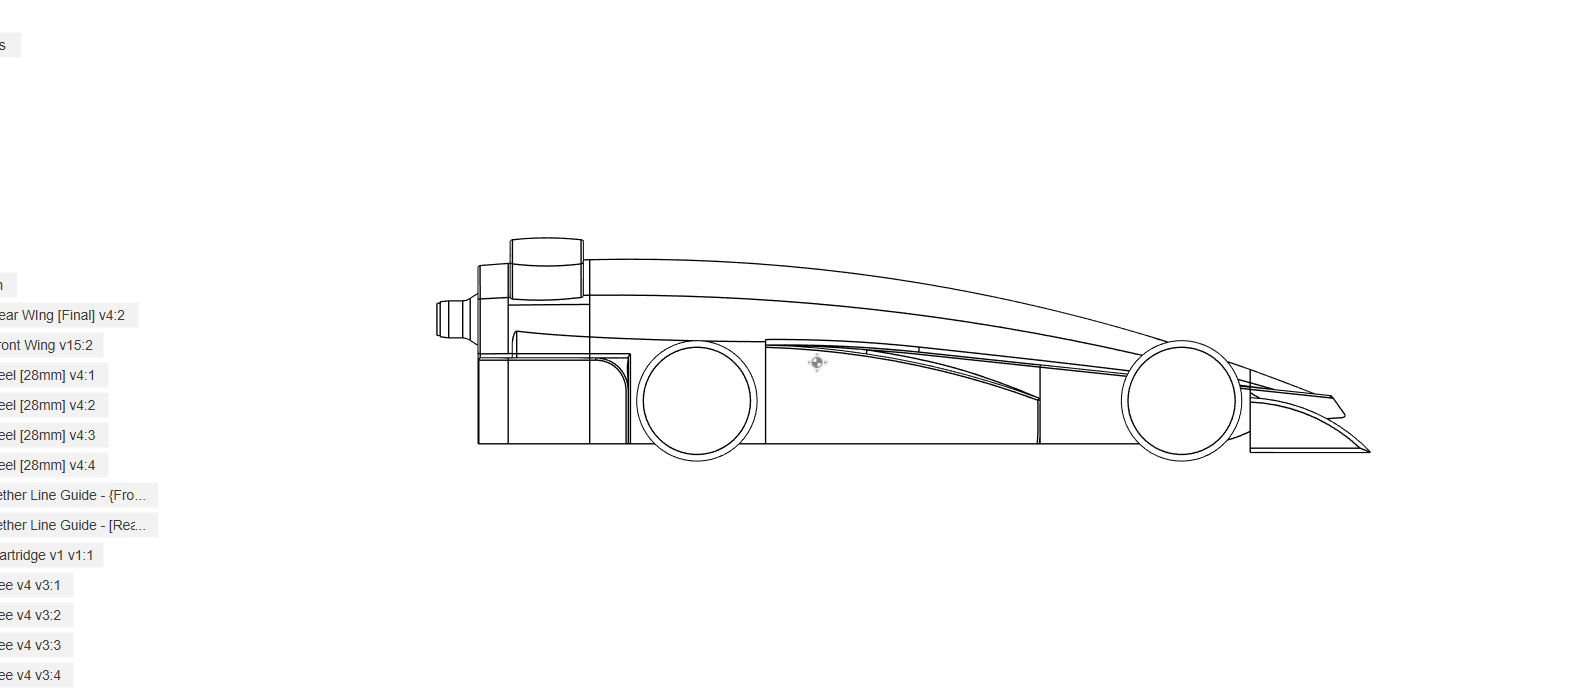 s
n
ear WIng [Final] v4:2
ront Wing v15:2
eel [28mm] v4:1
eel [28mm] v4:2
eel [28mm] v4:3
eel [28mm] v4:4
ether Line Guide - {Fro...
ether Line Guide - [Rea...
artridge v1 v1:1
ee v4 v3:1
ee v4 v3:2
ee v4 v3:3
ee v4 v3:4